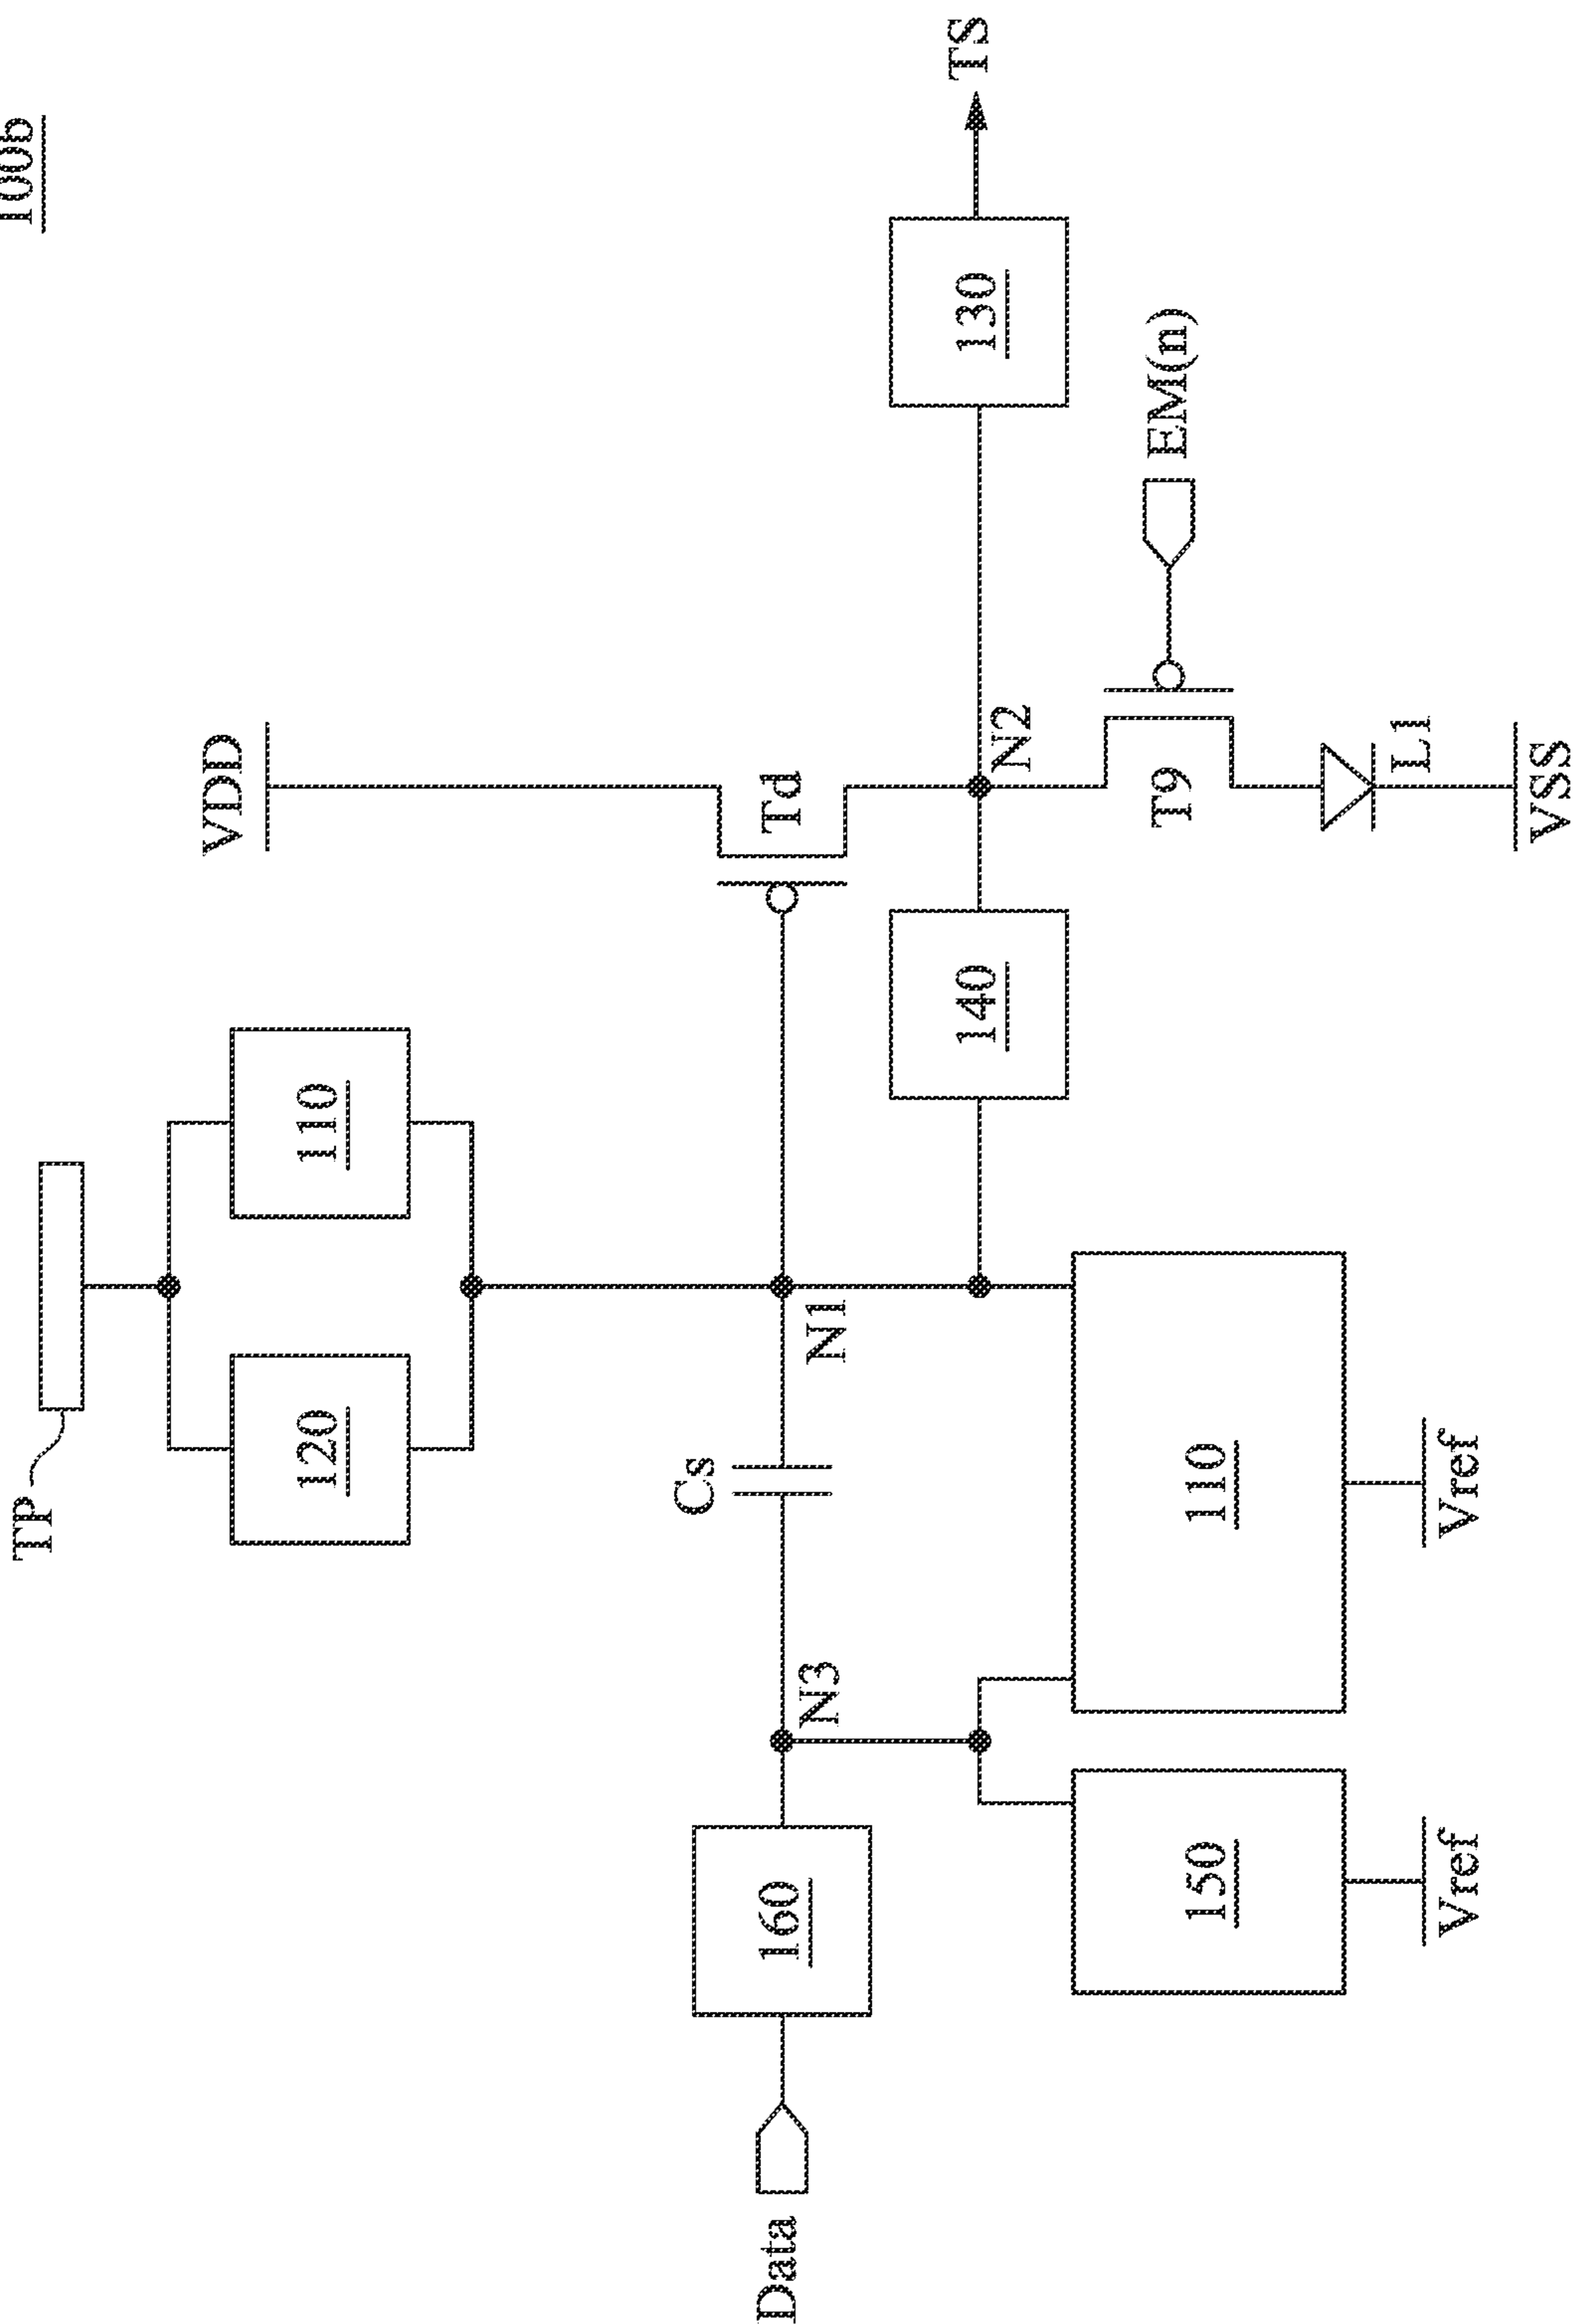 100b
TP
VDD
120
110
Cs
Td
Data
160
N3
N1
140
130
TS
N2
T9
EM(n)
150
110
L1
Vref
Vref
VSS